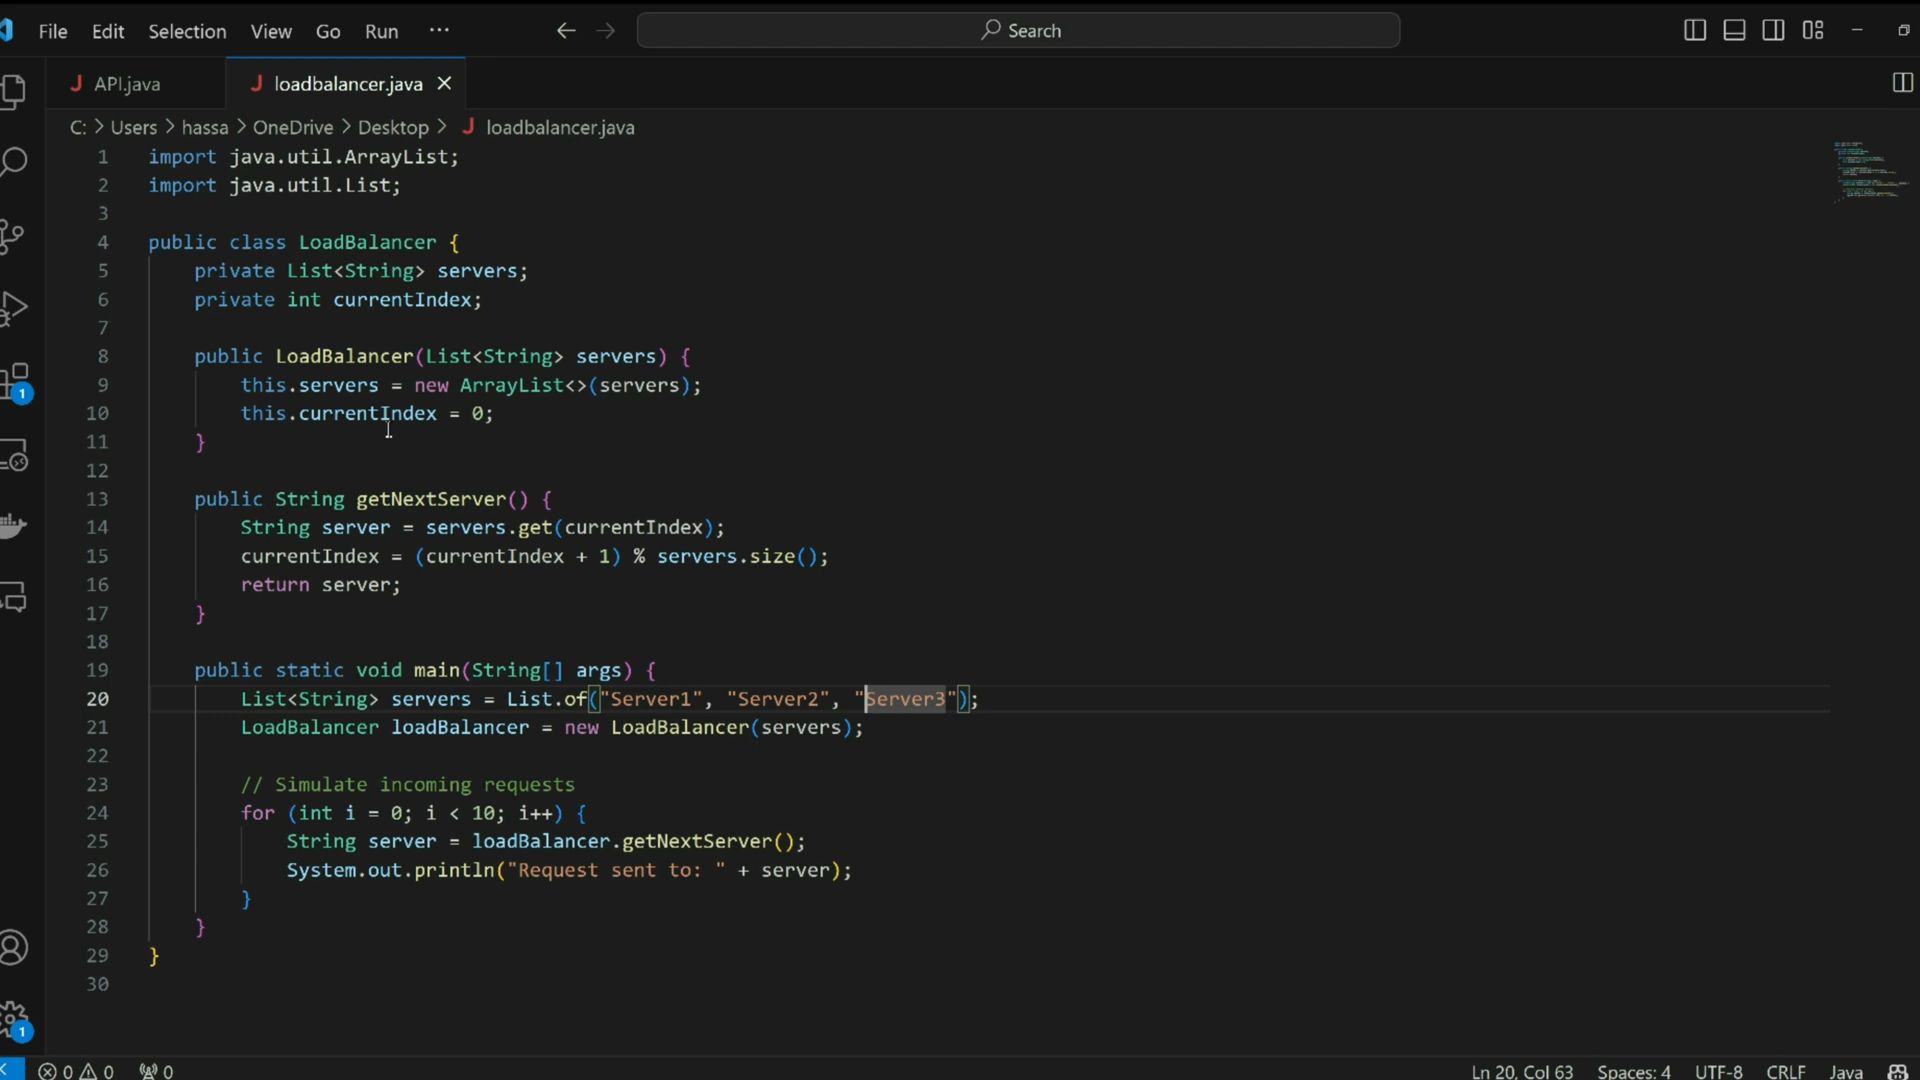 File Edit Selection View Go Run ··· Search
API.java loadbalancer.java
C: > Users > hassa > OneDrive > Desktop > loadbalancer.java
1 import java.util.ArrayList;
2 import java.util.List;
3
4 public class LoadBalancer {
5 private List<String> servers;
6 private int currentIndex;
7
8 public LoadBalancer(List<String> servers) {
9 this.servers = new ArrayList<>(servers);
10 this.currentIndex = 0;
11 }
12
13 public String getNextServer() {
14 String server = servers.get(currentIndex);
15 currentIndex = (currentIndex + 1) % servers.size();
16 return server;
17 }
18
19 public static void main(String[] args) {
20 List<String> servers = List.of("Server1", "Server2", "Server3");
21 LoadBalancer loadBalancer = new LoadBalancer(servers);
22
23 // Simulate incoming requests
24 for (int i = 0; i < 10; i++) {
25 String server = loadBalancer.getNextServer();
26 System.out.println("Request sent to: " + server);
27 }
28 }
29 }
30
1
1
0 0 0 Ln 20, Col 63 Spaces: 4 UTF-8 CRLF Java